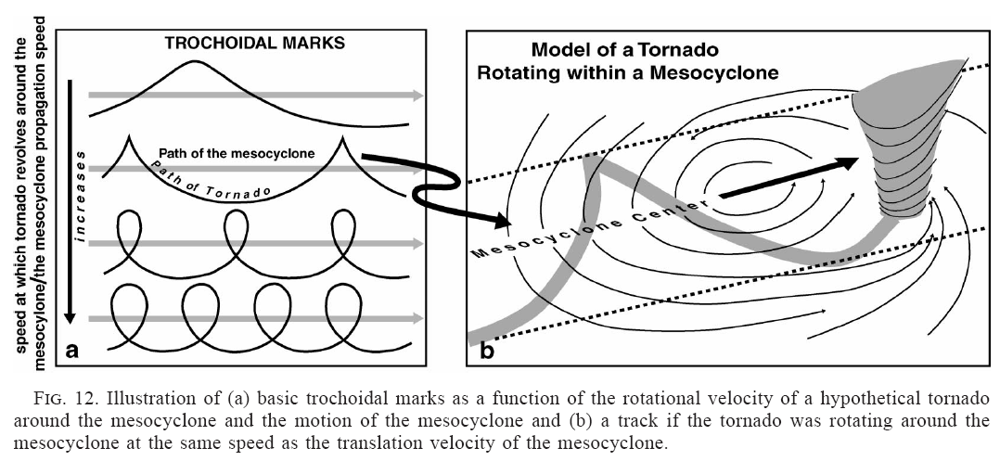 speed at which tornado revolves around the
mesocylone/the mesocyclone propagation speed
increases
TROCHOIDAL MARKS
Path of the mesocyclone
Path of Tornado
a
Model of a Tornado
Rotating within a Mesocyclone
Mesocyclone Center
b
FIG. 12. Illustration of (a) basic trochoidal marks as a function of the rotational velocity of a hypothetical tornado
around the mesocyclone and the motion of the mesocyclone and (b) a track if the tornado was rotating around the
mesocyclone at the same speed as the translation velocity of the mesocyclone.